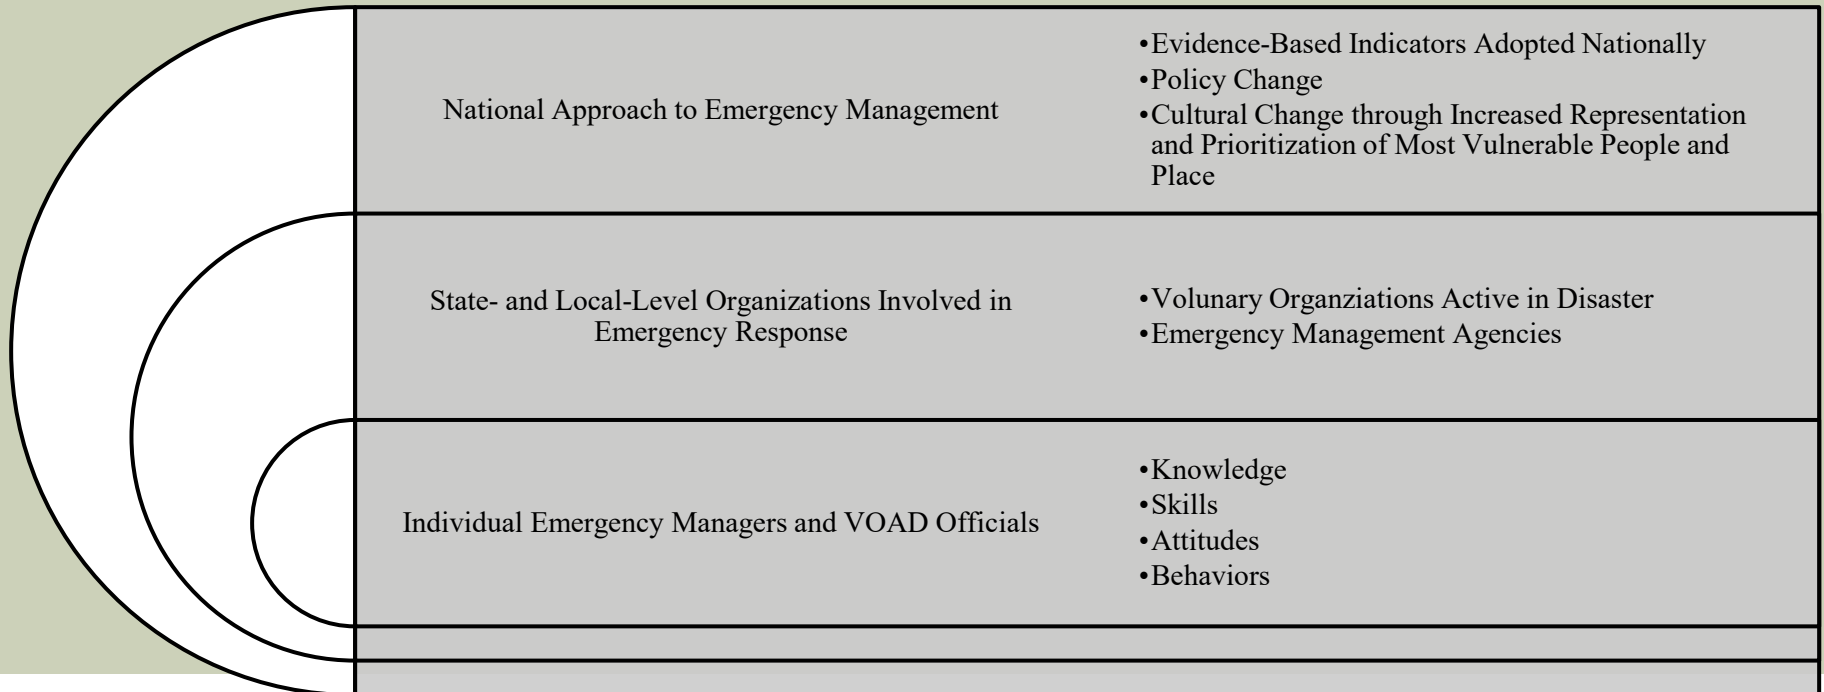 National Approach to Emergency Management
•Evidence-Based Indicators Adopted Nationally
•Policy Change
•Cultural Change through Increased Representation
and Prioritization of Most Vulnerable People and
Place
State- and Local-Level Organizations Involved in
Emergency Response
•Volunary Organziations Active in Disaster
•Emergency Management Agencies
Individual Emergency Managers and VOAD Officials
•Knowledge
•Skills
•Attitudes
•Behaviors